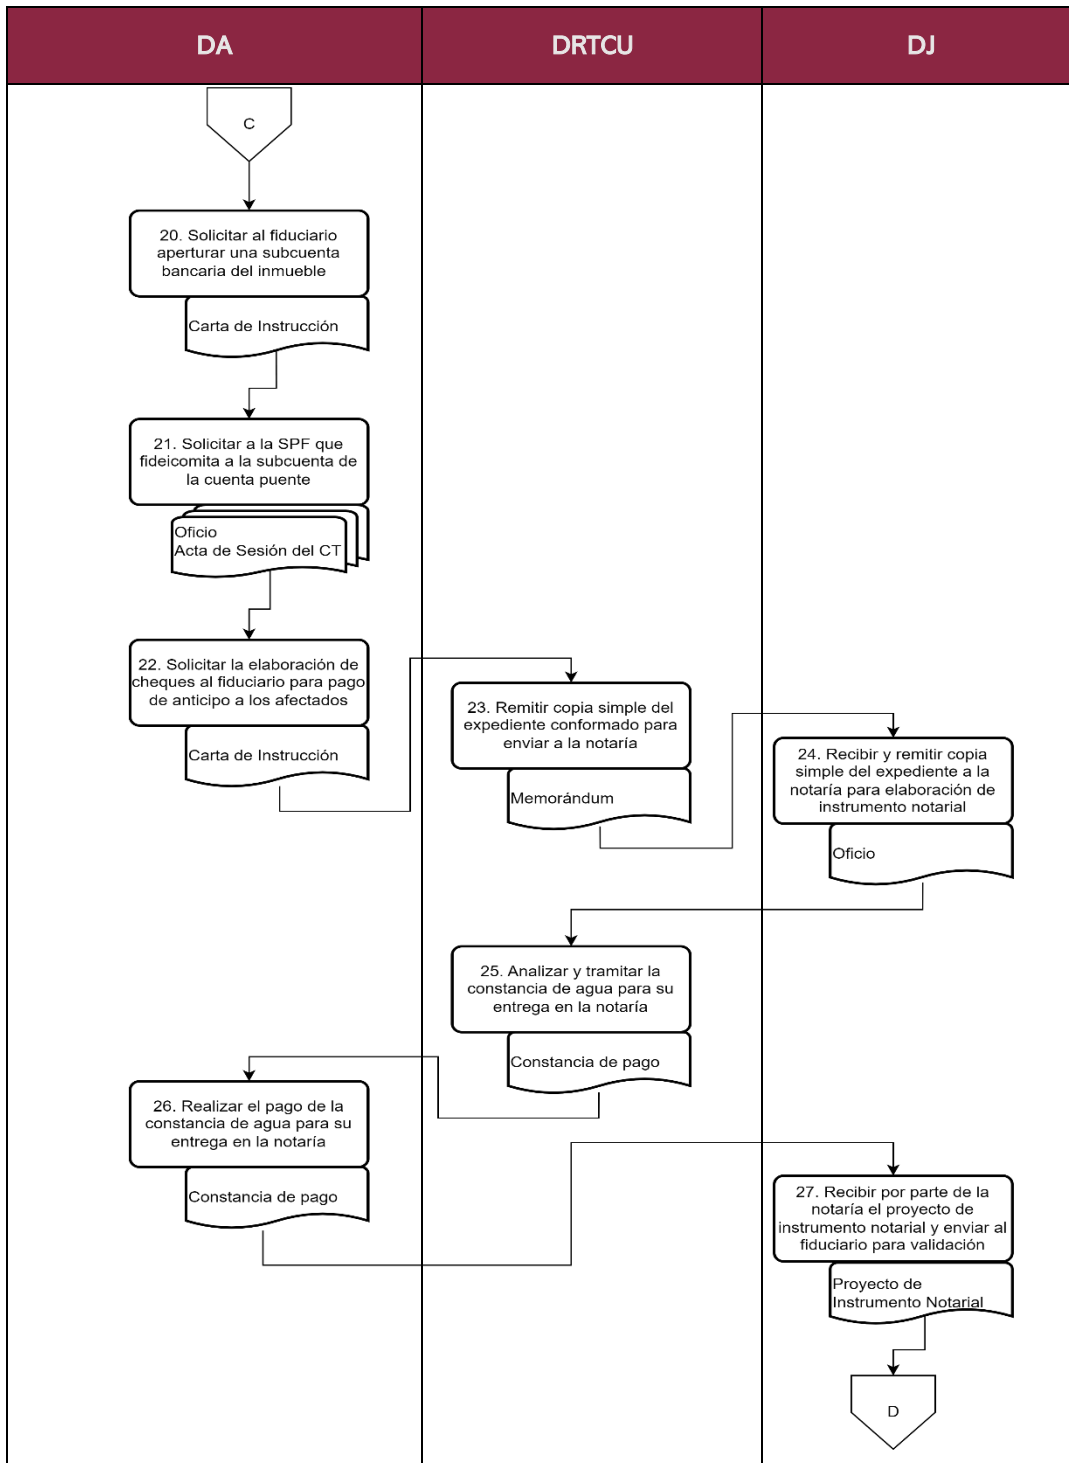 DA
DRTCU
DJ
C
20. Solicitar al fiduciario
aperturar una subcuenta
bancaria del inmueble
Carta de Instrucción
21. Solicitar a la SPF que
fideicomita a la subcuenta de
la cuenta puente
Oficio
Acta de Sesión del CT
22. Solicitar la elaboración de
cheques al fiduciario para pago
de anticipo a los afectados
Carta de Instrucción
23. Remitir copia simple del
expediente conformado para
enviar a la notaría
Memorándum
24. Recibir y remitir copia
simple del expediente a la
notaría para elaboración de
instrumento notarial
Oficio
25. Analizar y tramitar la
constancia de agua para su
entrega en la notaría
Constancia de pago
26. Realizar el pago de la
constancia de agua para su
entrega en la notaría
Constancia de pago
27. Recibir por parte de la
notaría el proyecto de
instrumento notarial y enviar al
fiduciario para validación
Proyecto de
Instrumento Notarial
D